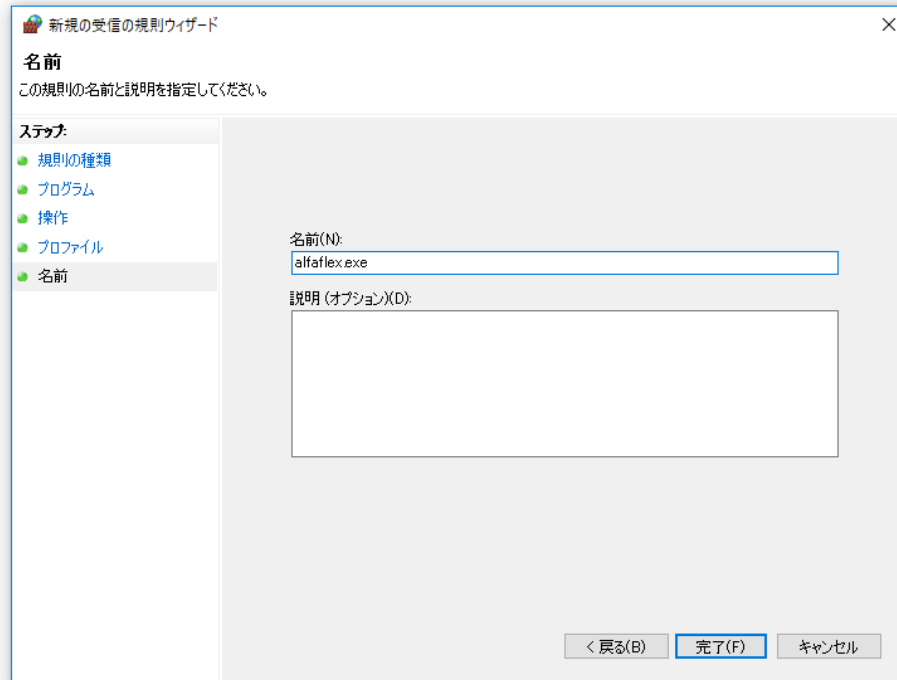 新規の受信の規則ウィザード
名前
この規則の名前と説明を指定してください。
ステップ:
規則の種類
プログラム
操作
プロファイル
名前
名前(N):
alfaflex.exe
説明 (オプション)(D):
< 戻る(B)
完了(F)
キャンセル